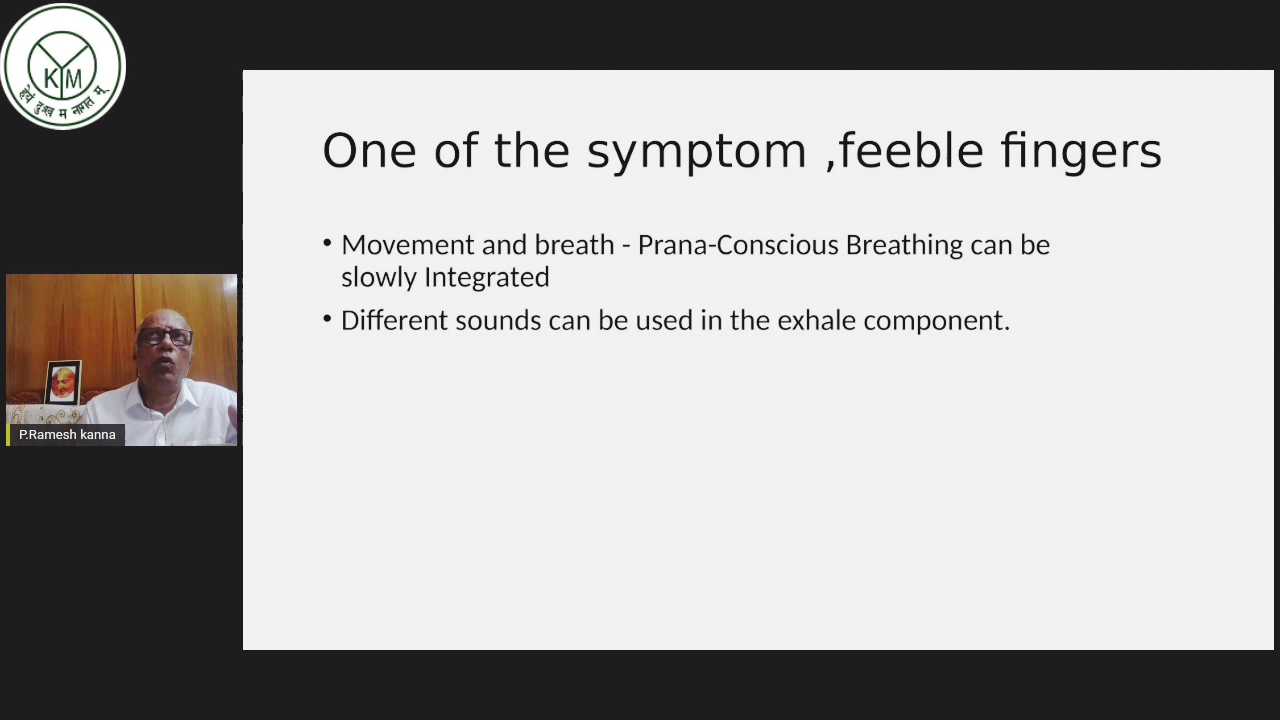 KYM
हेयं दुःख म नागत म्
One of the symptom ,feeble fingers
• Movement and breath - Prana-Conscious Breathing can be
slowly Integrated
• Different sounds can be used in the exhale component.
P.Ramesh kanna